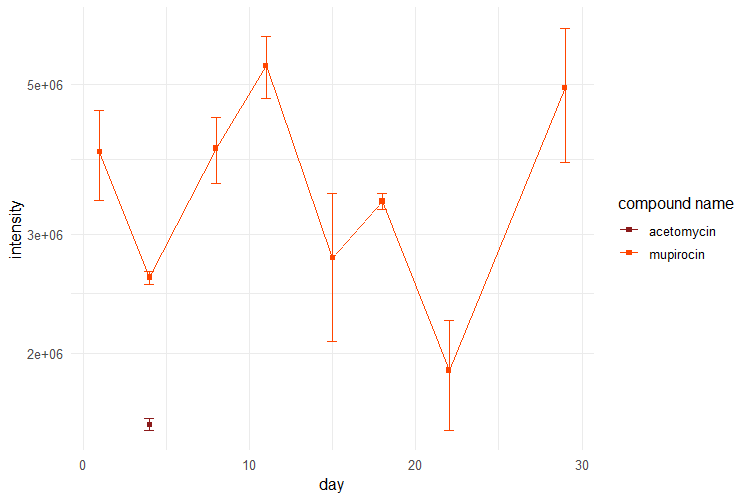 5e+06
3e+06
2e+06
intensity
0 10 20 30
day
compound name
acetomycin
mupirocin